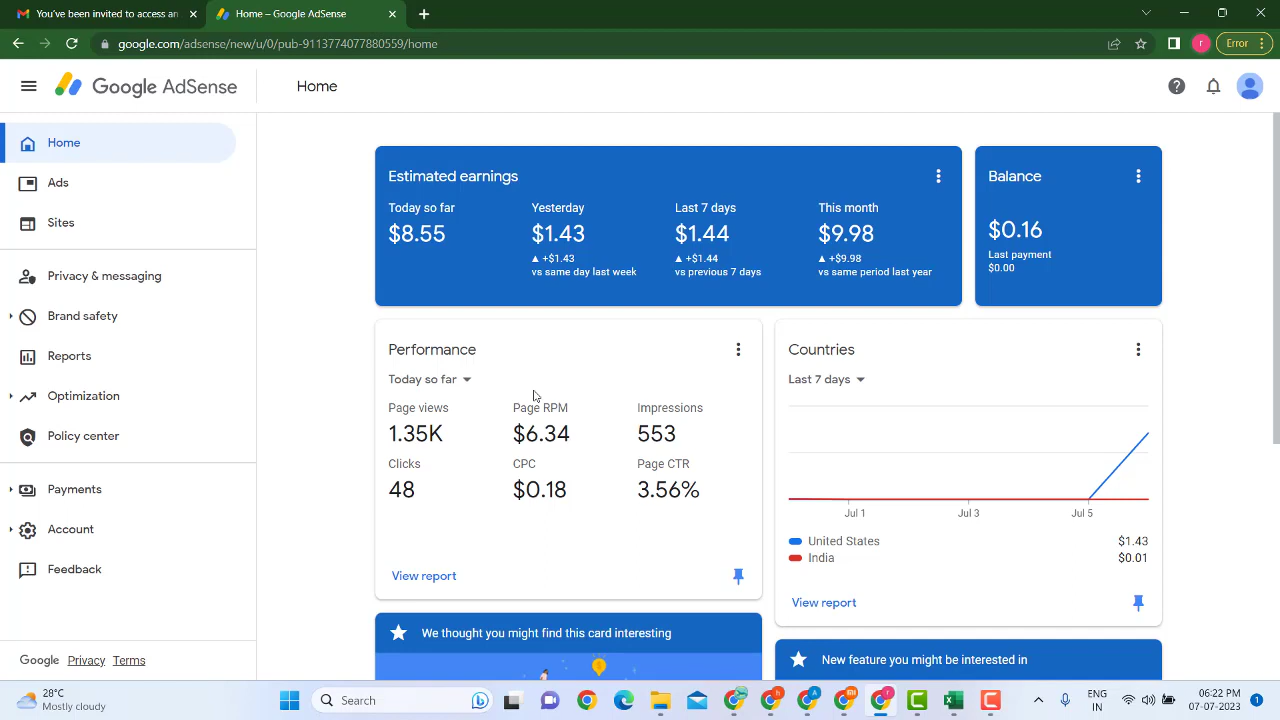 You've been invited to access an
Home – Google AdSense
google.com/adsense/new/u/0/pub-9113774077880559/home
r
Error
Google AdSense
Home
Home
Ads
Sites
Privacy & messaging
Brand safety
Reports
Optimization
Policy center
Payments
Account
Feedback
Google Privacy Terms
Estimated earnings
Today so far
$8.55
Yesterday
$1.43
+$1.43
vs same day last week
Last 7 days
$1.44
+$1.44
vs previous 7 days
This month
$9.98
+$9.98
vs same period last year
Balance
$0.16
Last payment
$0.00
Performance
Today so far
Page views
1.35K
Page RPM
$6.34
Impressions
553
Clicks
48
CPC
$0.18
Page CTR
3.56%
View report
Countries
Last 7 days
Jul 1 Jul 3 Jul 5
United States $1.43
India $0.01
View report
We thought you might find this card interesting
New feature you might be interested in
28°C
Mostly cloudy
Search
ENG
IN
06:22 PM
07-07-2023
1